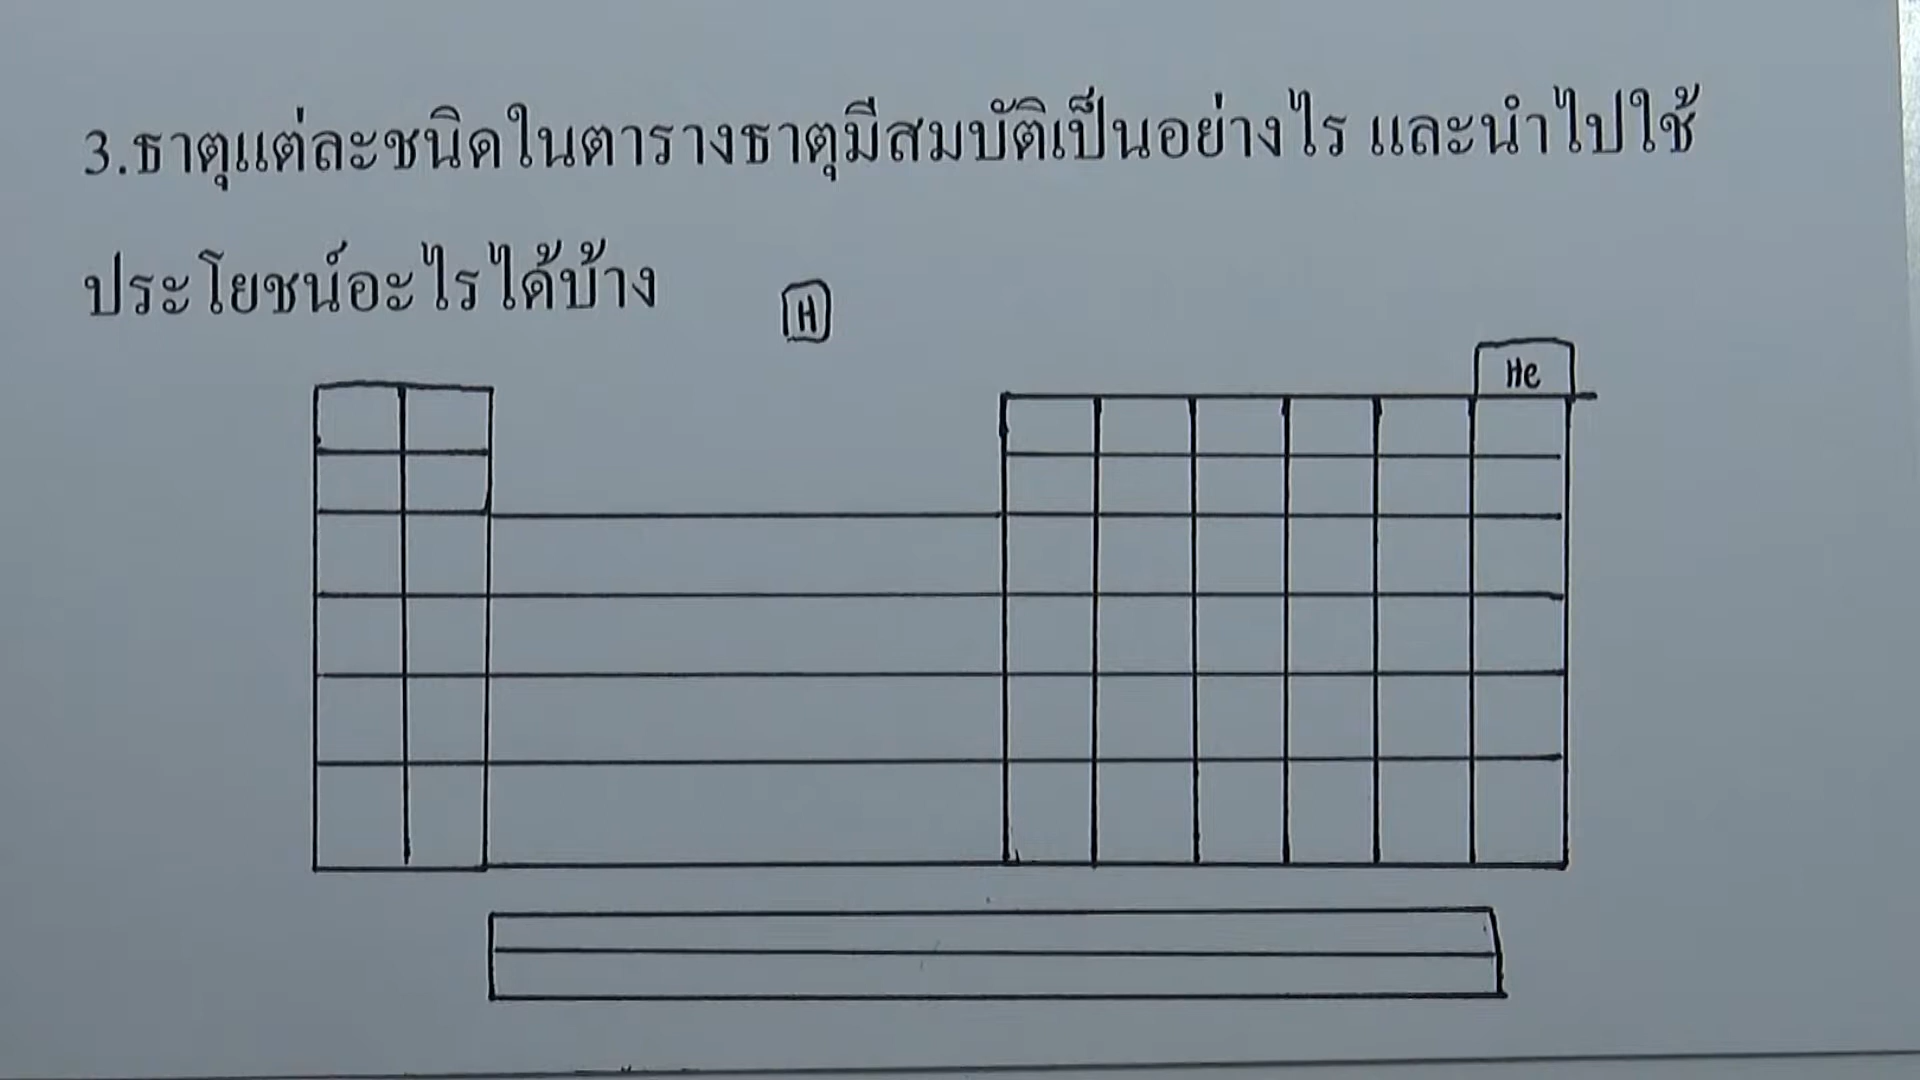 3.ธาตุแต่ละชนิดในตารางธาตุมีสมบัติเป็นอย่างไร และนำไปใช้
ประโยชน์อะไรได้บ้าง
H
He